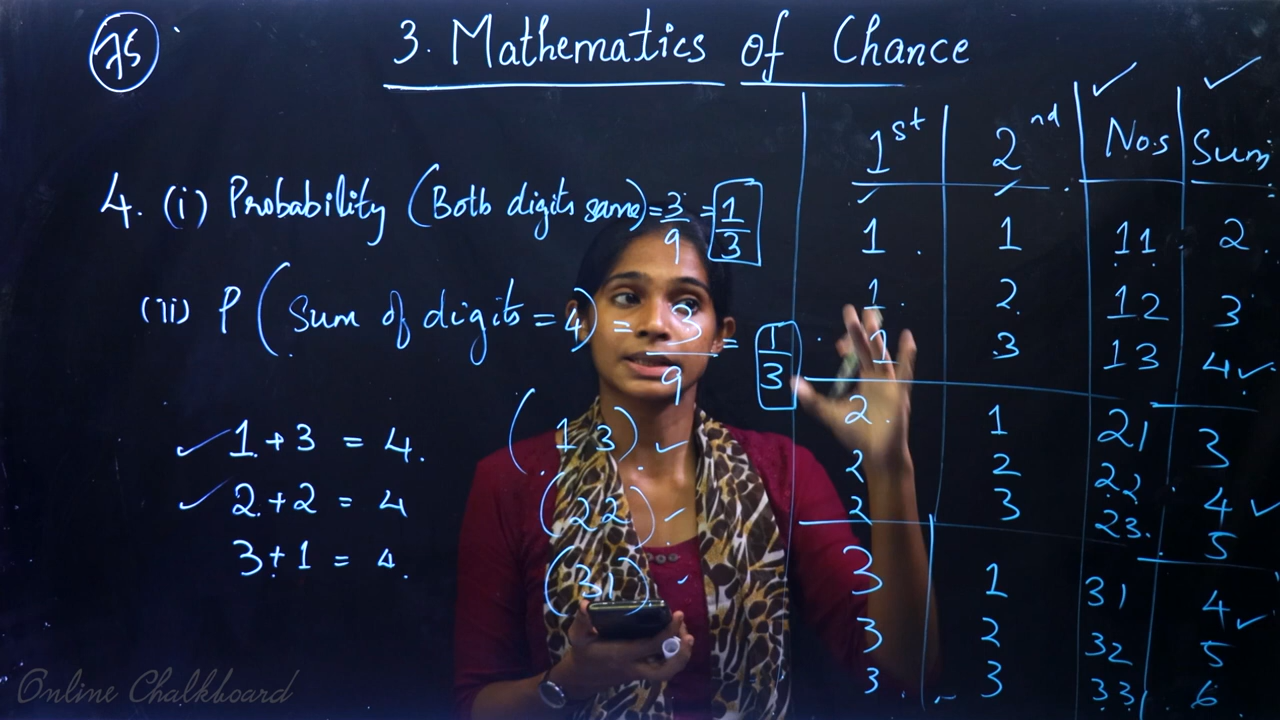 75
3. Mathematics of Chance
4. (i) Probability (Both digits same) = 3/9 = 1/3
(ii) P (Sum of digits = 4) = 3/9 = 1/3
1 + 3 = 4. (13).
2 + 2 = 4 (22)
3 + 1 = 4. (31)
1st 2nd Nos Sum
1 1 11 2
1 2 12 3
1 3 13 4
2 1 21 3
2 2 22 4
2 3 23 5
3 1 31 4
3 2 32 5
3 3 33 6
Online Chalkboard